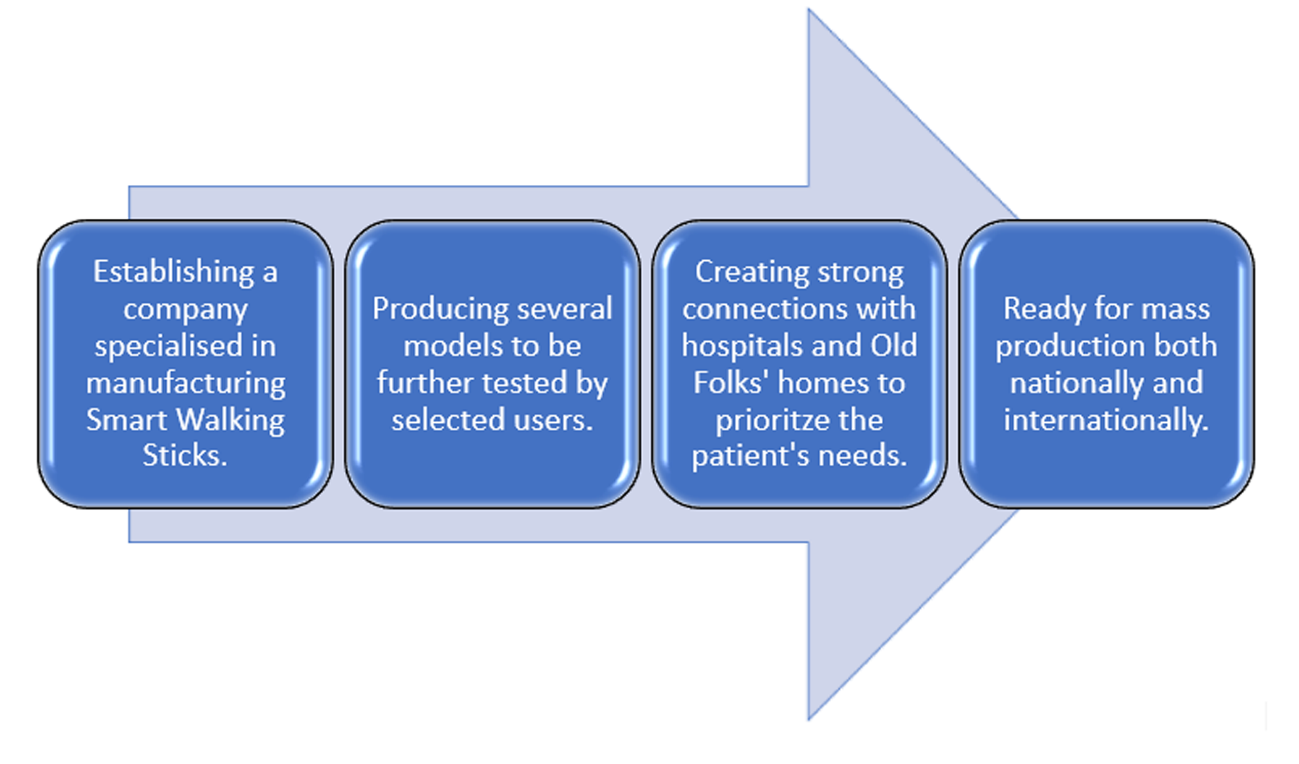 Establishing a
company
specialised in
manufacturing
Smart Walking
Sticks.
Producing several
models to be
further tested by
selected users.
Creating strong
connections with
hospitals and Old
Folks' homes to
prioritze the
patient's needs.
Ready for mass
production both
nationally and
internationally.